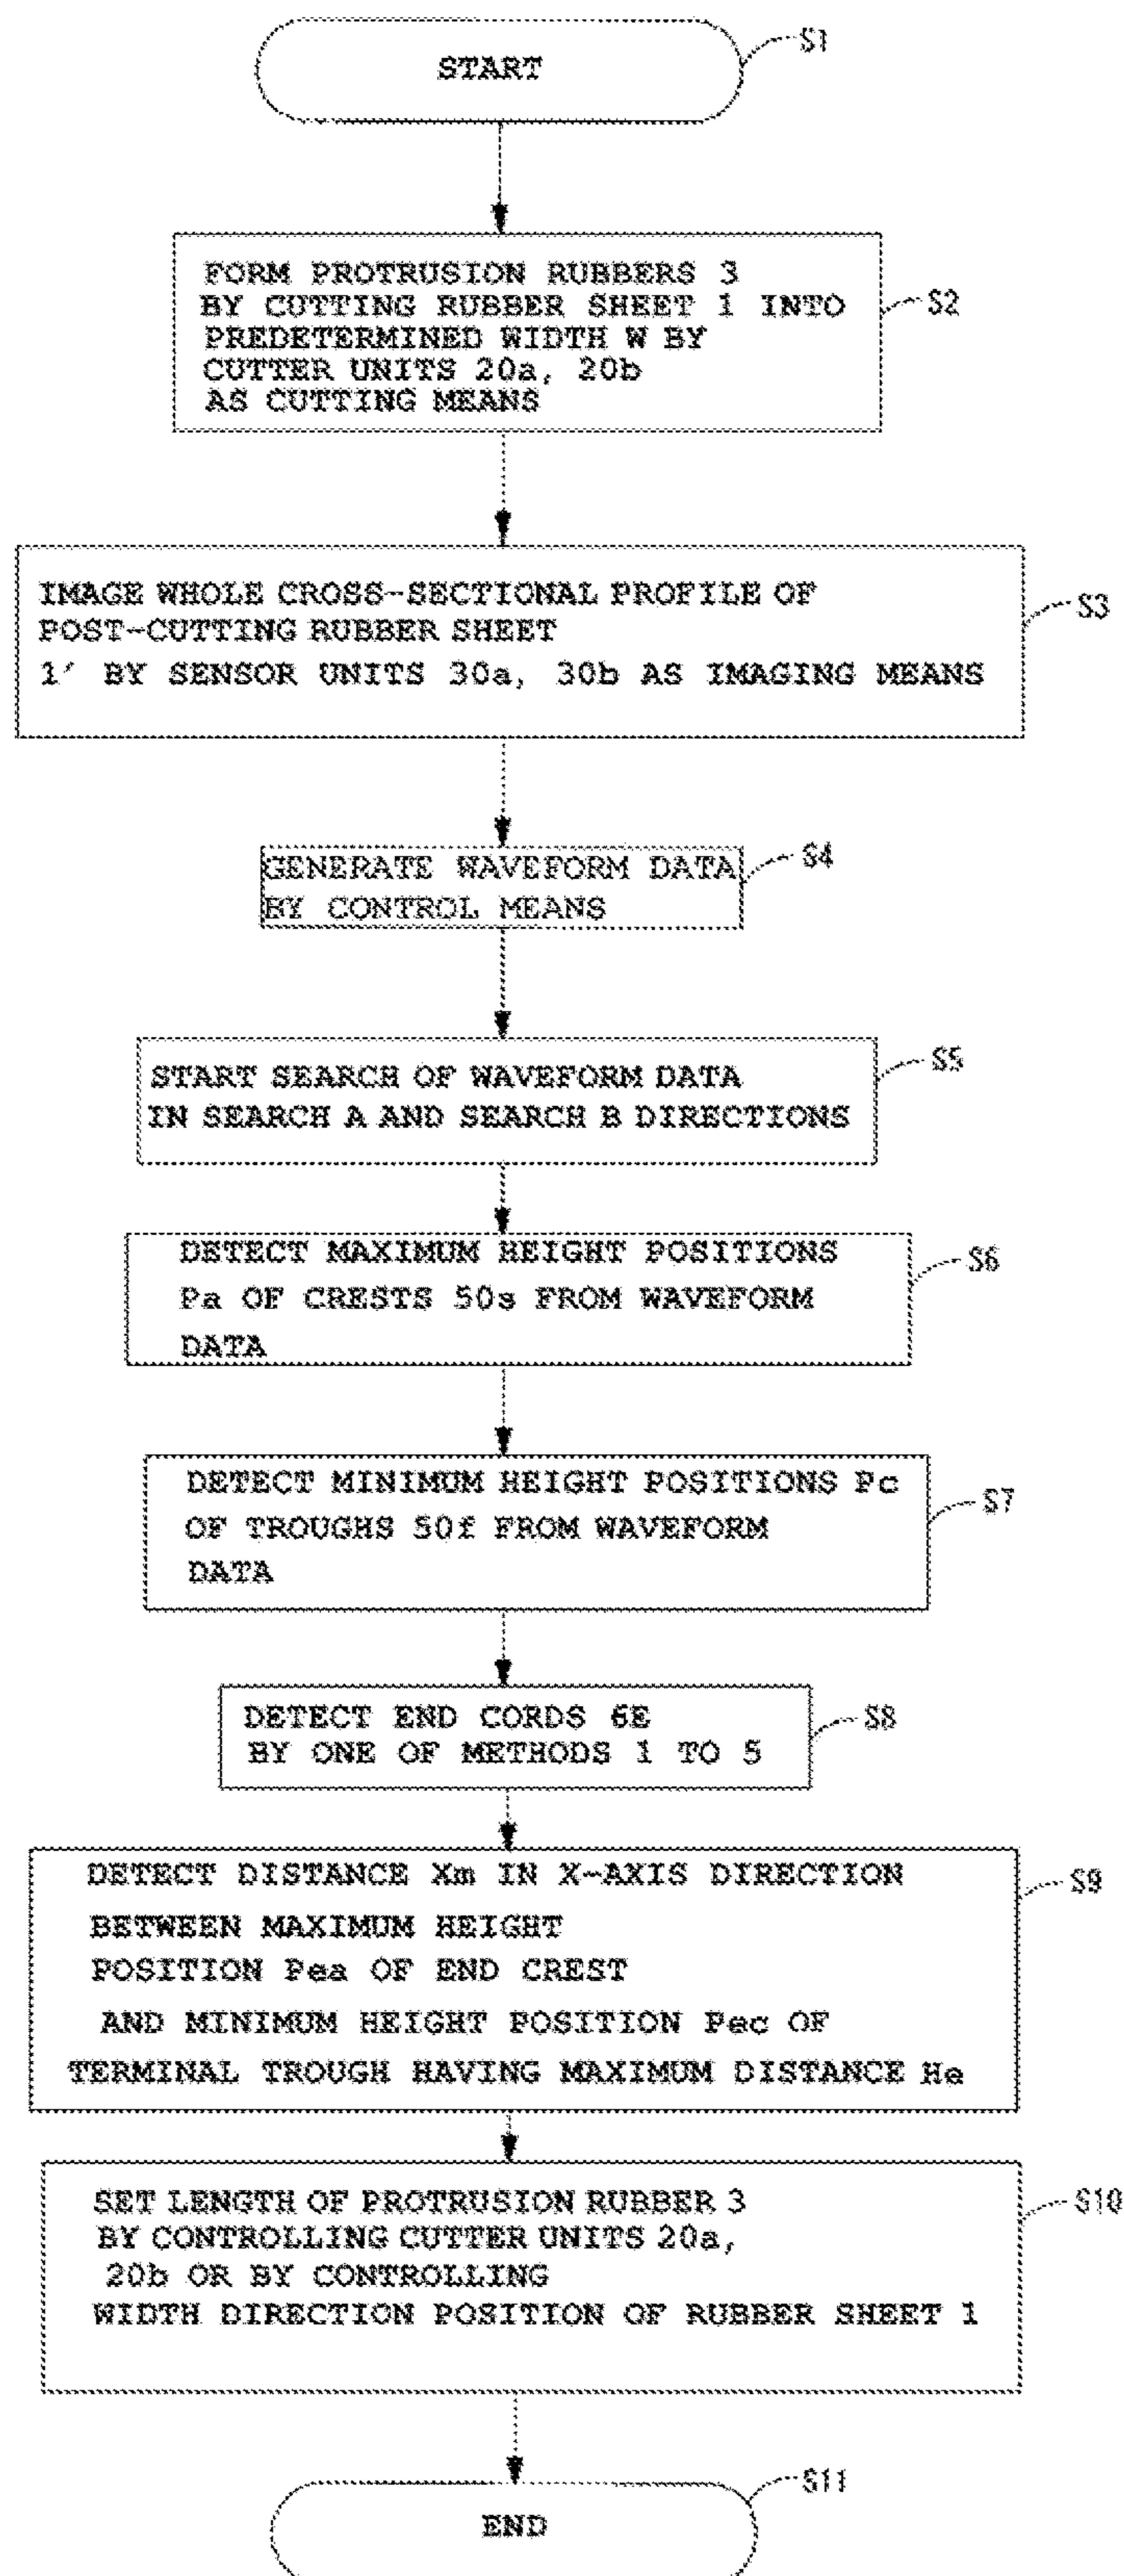 START
S1
FORM PROTRUSION RUBBERS 3
BY CUTTING RUBBER SHEET 1 INTO
PREDETERMINED WIDTH W BY
CUTTER UNITS 20a, 20b
AS CUTTING MEANS
S2
IMAGE WHOLE CROSS-SECTIONAL PROFILE OF
POST-CUTTING RUBBER SHEET
1′ BY SENSOR UNITS 30a, 30b AS IMAGING MEANS
S3
GENERATE WAVEFORM DATA
BY CONTROL MEANS
S4
START SEARCH OF WAVEFORM DATA
IN SEARCH A AND SEARCH B DIRECTIONS
S5
DETECT MAXIMUM HEIGHT POSITIONS
Pa OF CRESTS 50s FROM WAVEFORM
DATA
S6
DETECT MINIMUM HEIGHT POSITIONS Pc
OF TROUGHS 50f FROM WAVEFORM
DATA
S7
DETECT END CORDS 6E
BY ONE OF METHODS 1 TO 5
S8
DETECT DISTANCE Xm IN X-AXIS DIRECTION
BETWEEN MAXIMUM HEIGHT
POSITION Pea OF END CREST
AND MINIMUM HEIGHT POSITION Pec OF
TERMINAL TROUGH HAVING MAXIMUM DISTANCE He
S9
SET LENGTH OF PROTRUSION RUBBER 3
BY CONTROLLING CUTTER UNITS 20a,
20b OR BY CONTROLLING
WIDTH DIRECTION POSITION OF RUBBER SHEET 1
S10
END
S11